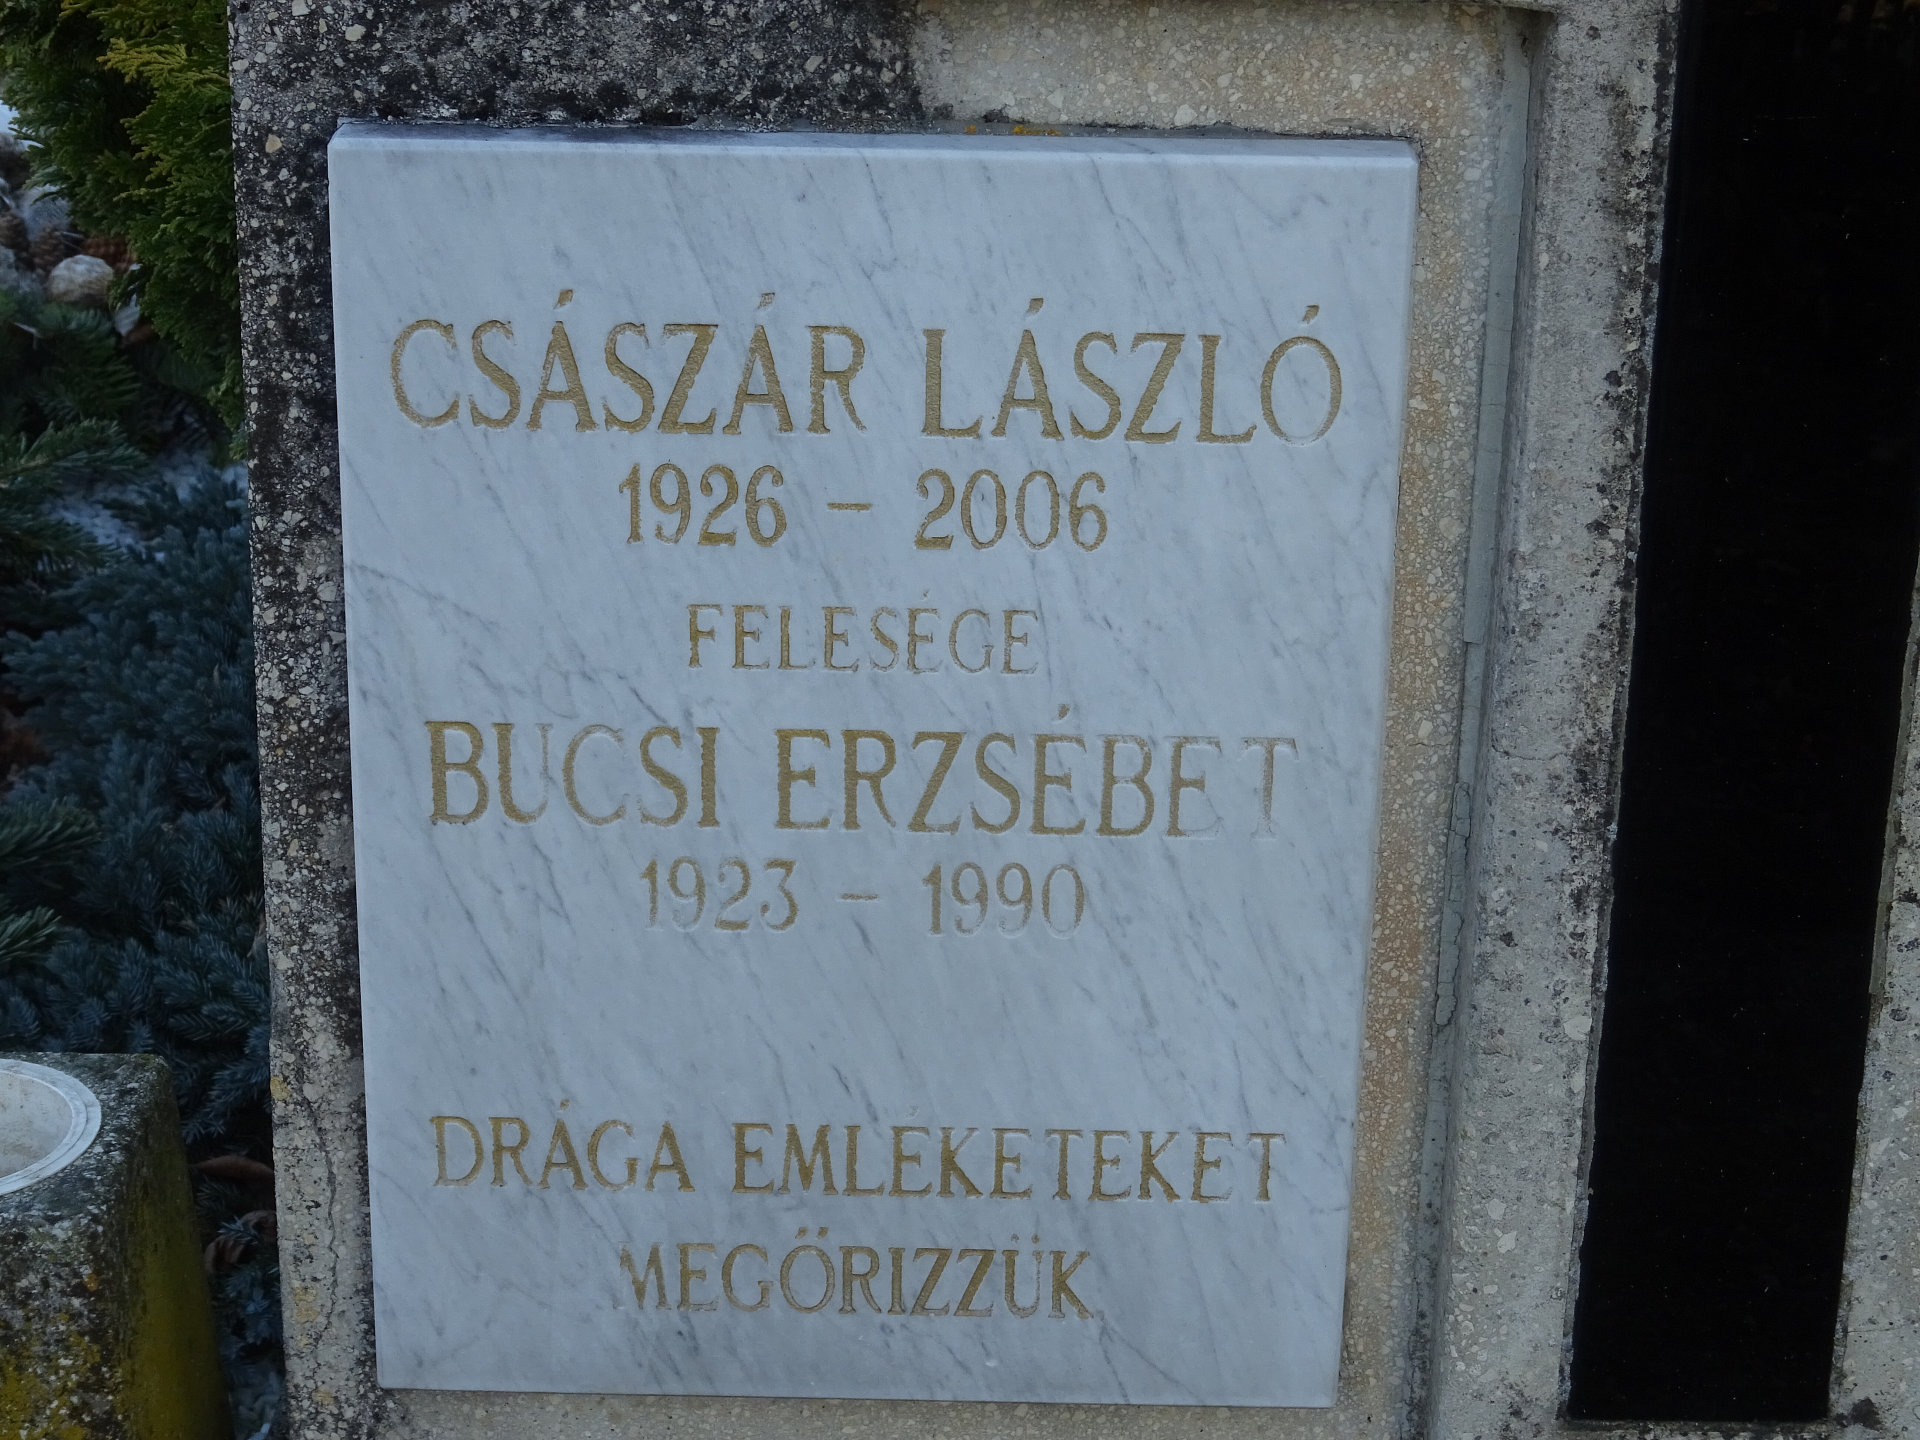 CSÁSZÁR LÁSZLÓ
1926 - 2006
FELESÉGE
BUCSI ERZSÉBET
1923 - 1990
DRÁGA EMLÉKETEKET
MEGŐRIZZÜK